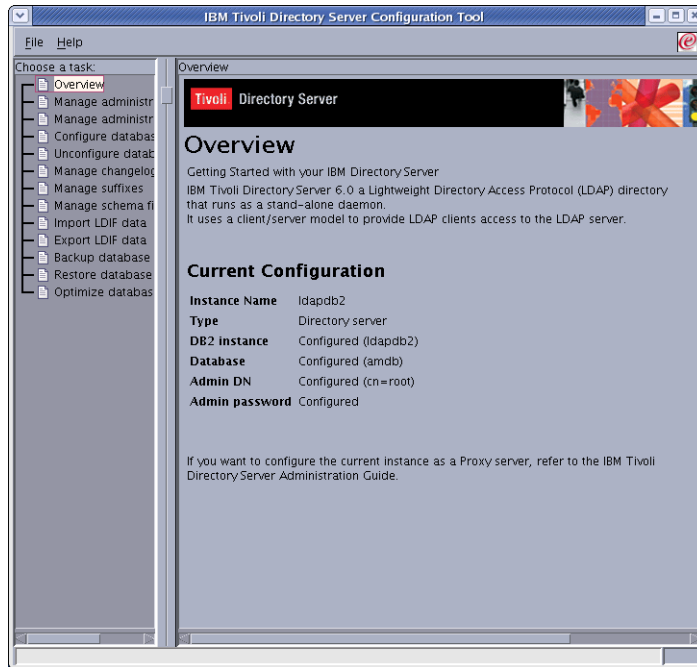 IBM Tivoli Directory Server Configuration Tool
File Help
Choose a task:
Overview
Manage administr
Manage administr
Configure databas
Unconfigure datab
Manage changelog
Manage suffixes
Manage schema fi
Import LDIF data
Export LDIF data
Backup database
Restore database
Optimize databas
Overview
Tivoli Directory Server
Overview
Getting Started with your IBM Directory Server
IBM Tivoli Directory Server 6.0 a Lightweight Directory Access Protocol (LDAP) directory
that runs as a stand-alone daemon.
It uses a client/server model to provide LDAP clients access to the LDAP server.
Current Configuration
Instance Name ldapdb2
Type Directory server
DB2 instance Configured (ldapdb2)
Database Configured (amdb)
Admin DN Configured (cn=root)
Admin password Configured
If you want to configure the current instance as a Proxy server, refer to the IBM Tivoli
Directory Server Administration Guide.